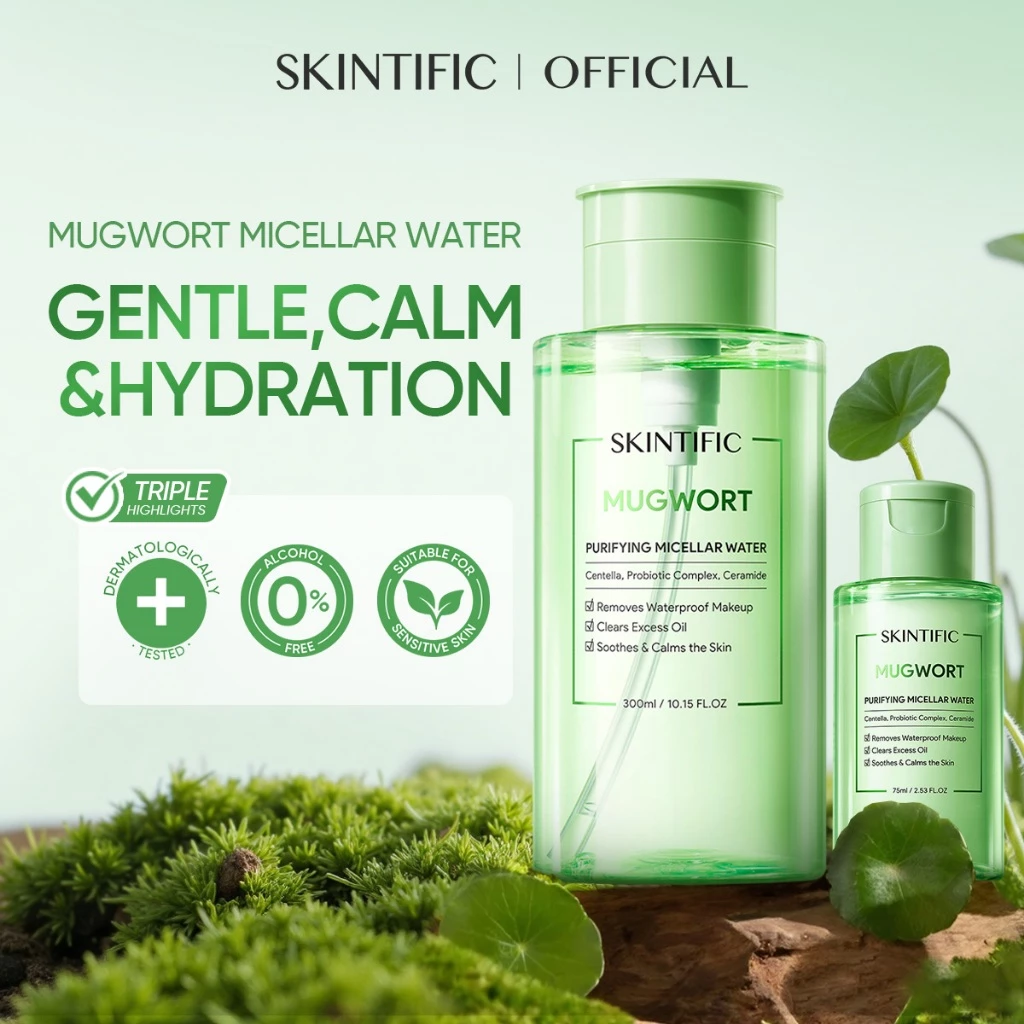 SKINTIFIC | OFFICIAL
MUGWORT MICELLAR WATER
GENTLE,CALM
&HYDRATION
TRIPLE
HIGHLIGHTS
DERMATOLOGICALLY
· TESTED ·
ALCOHOL
0%
FREE
SUITABLE FOR
SENSITIVE SKIN
SKINTIFIC
MUGWORT
PURIFYING MICELLAR WATER
Centella, Probiotic Complex, Ceramide
☑ Removes Waterproof Makeup
☑ Clears Excess Oil
☑ Soothes & Calms the Skin
300ml / 10.15 FL.OZ
SKINTIFIC
MUGWORT
PURIFYING MICELLAR WATER
Centella, Probiotic Complex, Ceramide
☑ Removes Waterproof Makeup
☑ Clears Excess Oil
☑ Soothes & Calms the Skin
75ml / 2.53 FL.OZ